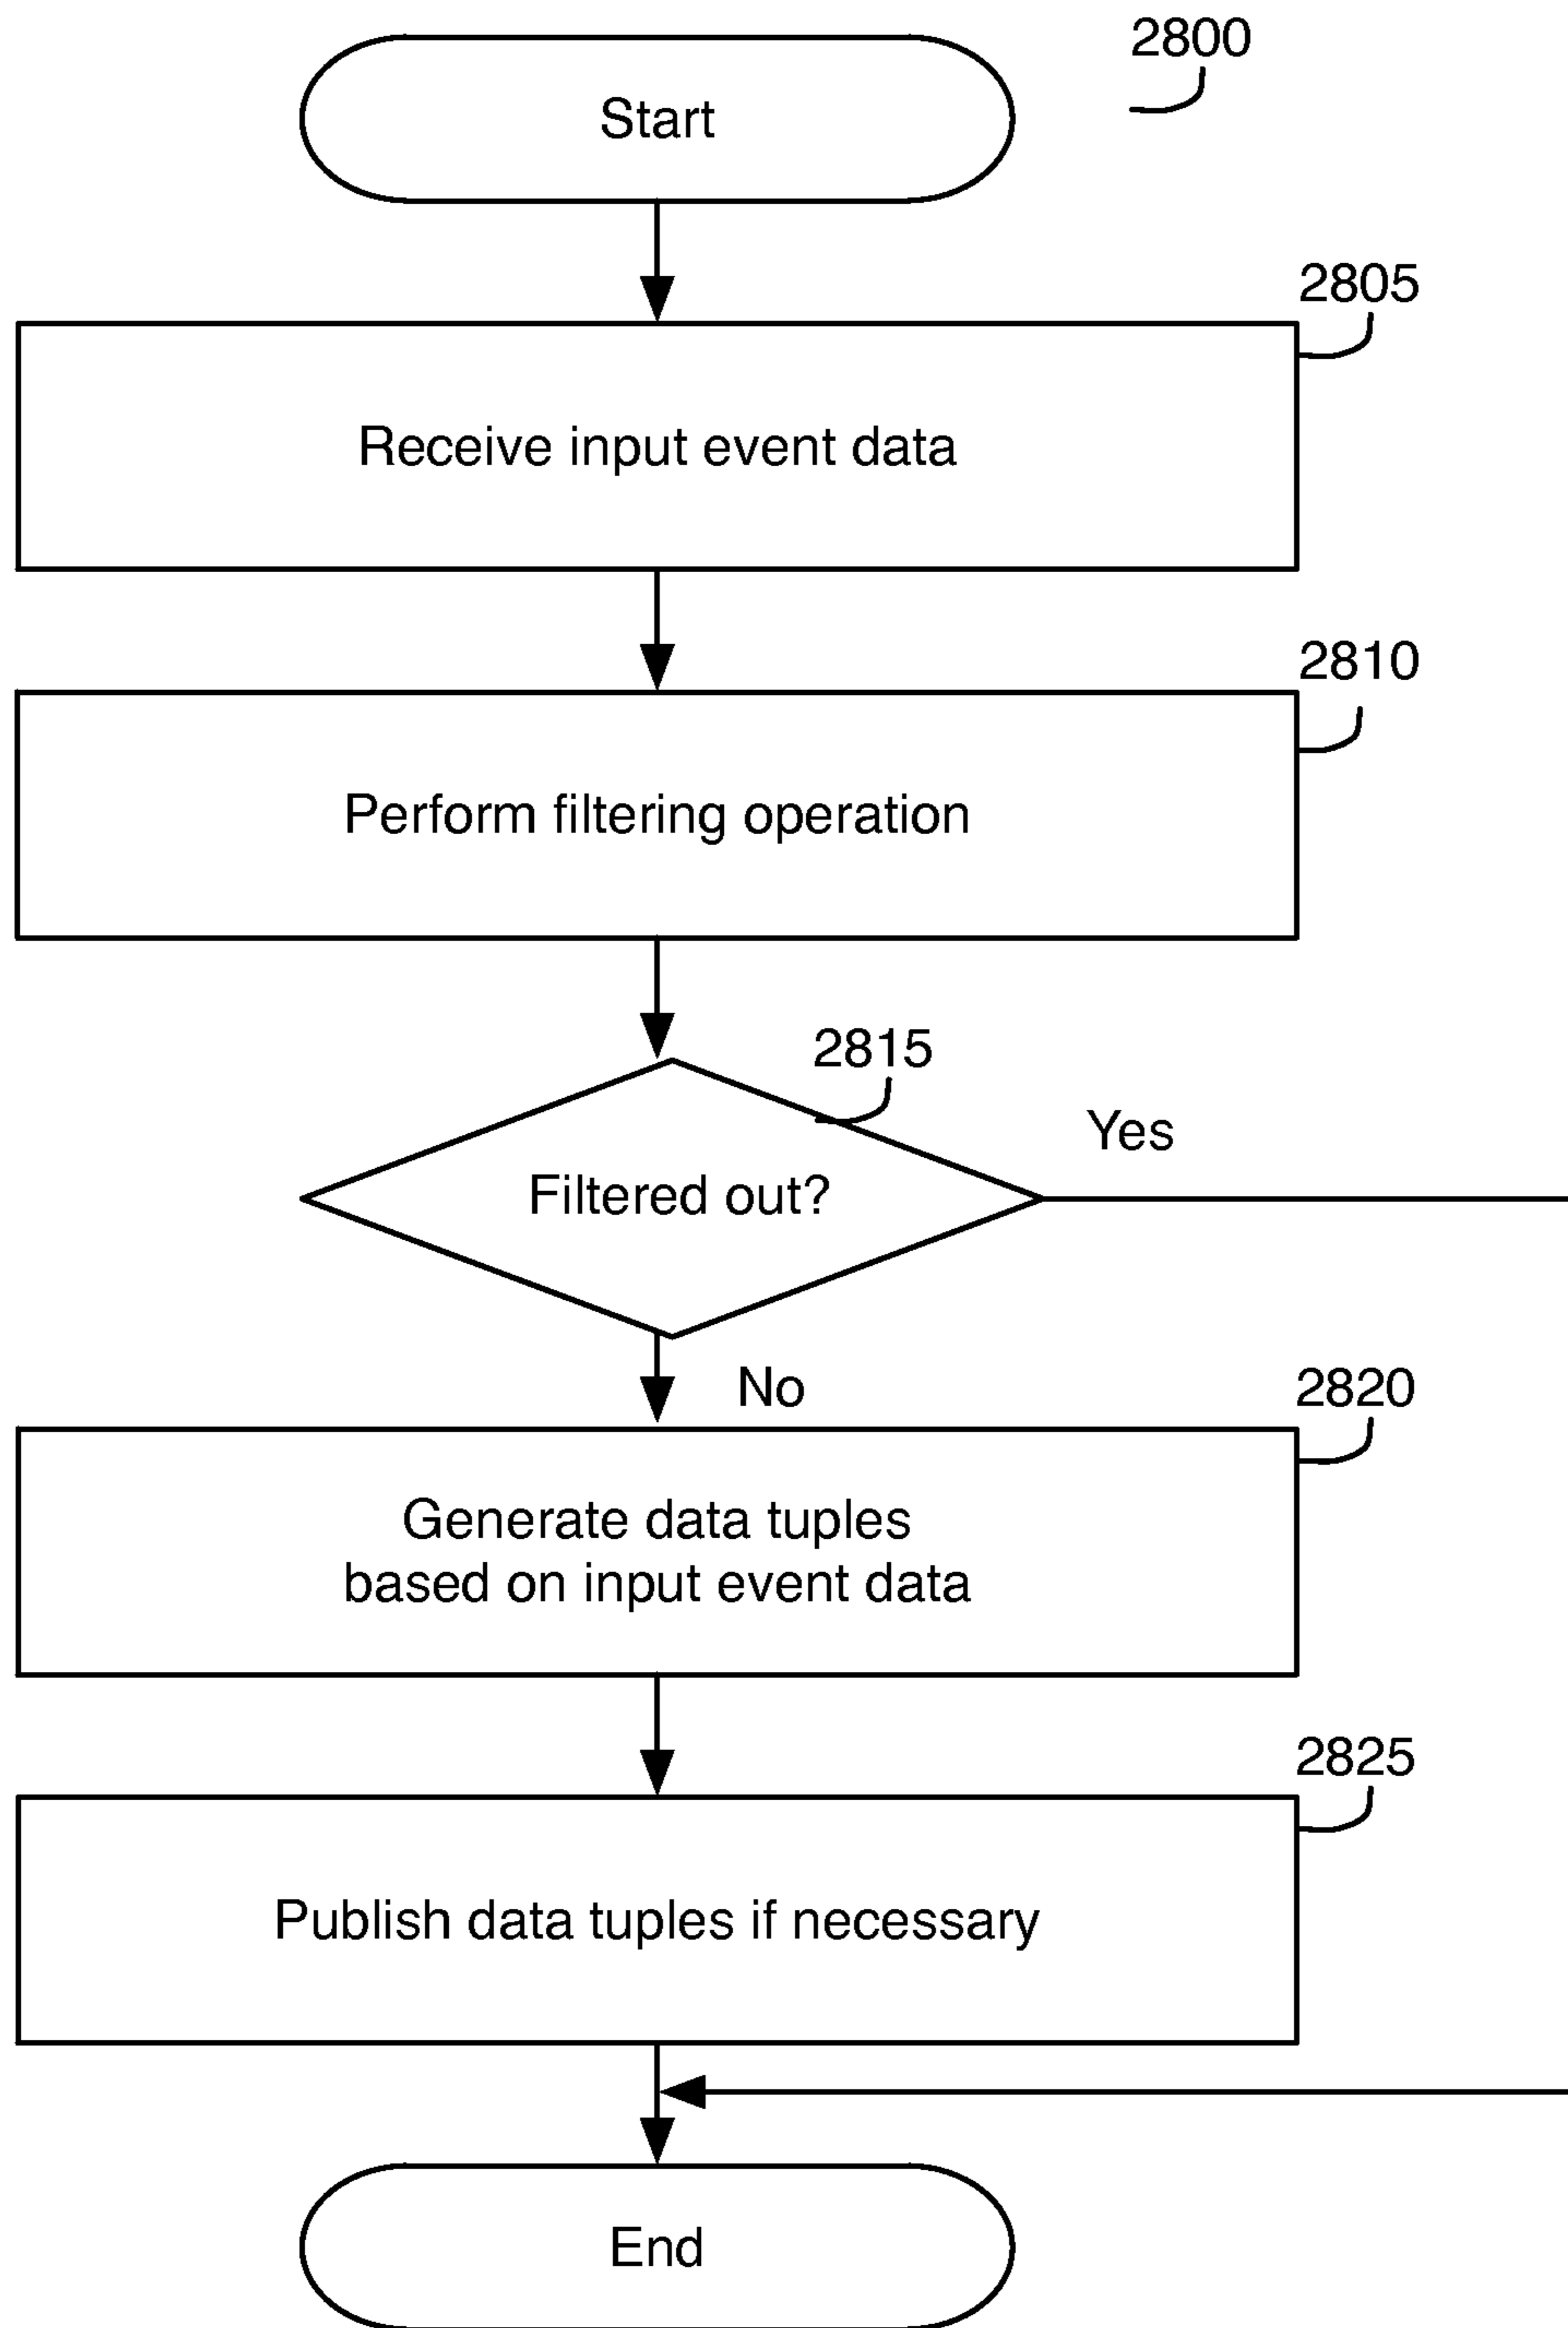 2800
Start
2805
Receive input event data
2810
Perform filtering operation
2815
Yes
Filtered out?
No
2820
Generate data tuples
based on input event data
2825
Publish data tuples if necessary
End